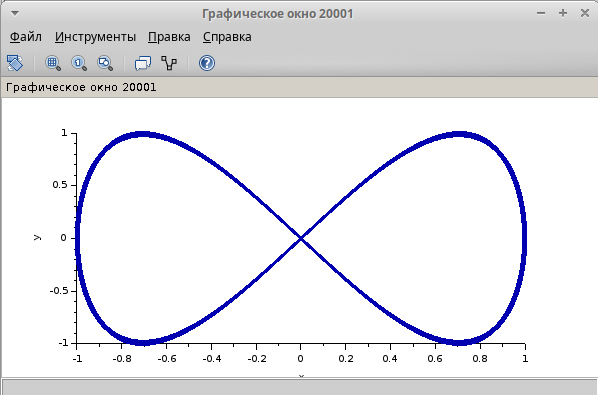 Графическое окно 20001
Файл Инструменты Правка Справка
Графическое окно 20001
1
0.5
0
-0.5
-1
y
-1 -0.8 -0.6 -0.4 -0.2 0 0.2 0.4 0.6 0.8 1